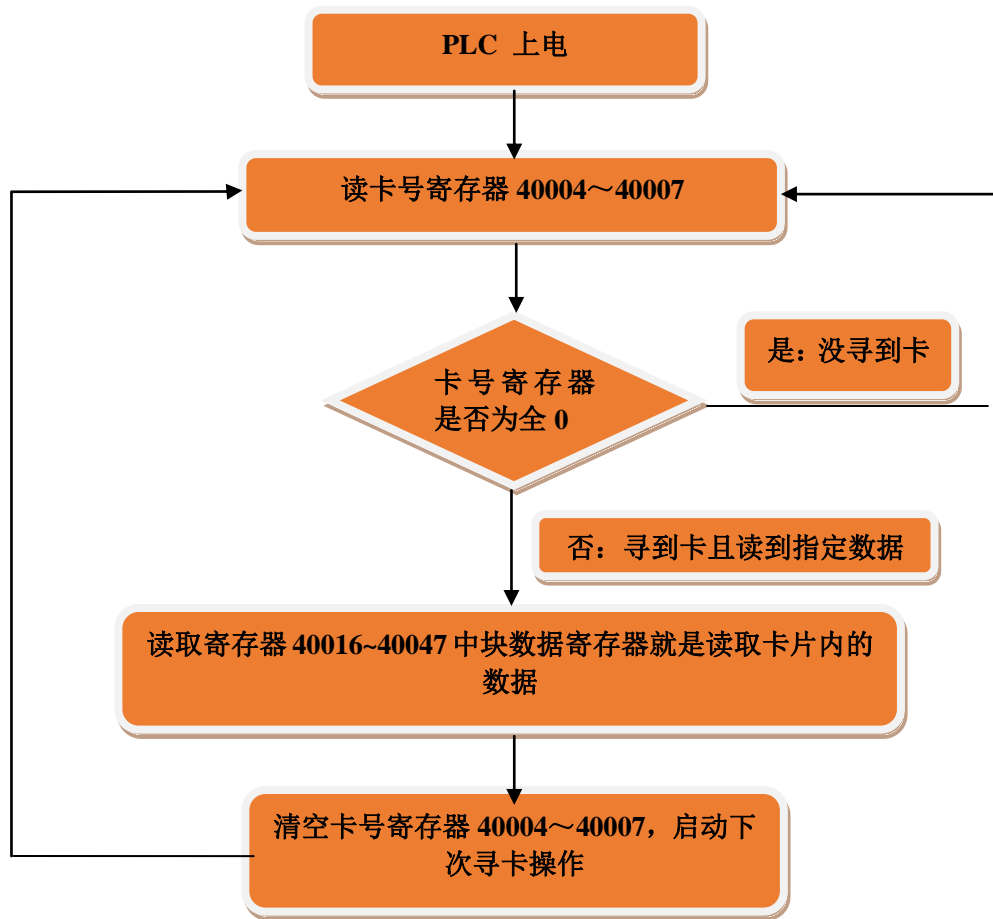 PLC 上电
读卡号寄存器 40004～40007
是：没寻到卡
卡号寄存器
是否为全 0
否：寻到卡且读到指定数据
读取寄存器 40016~40047 中块数据寄存器就是读取卡片内的
数据
清空卡号寄存器 40004～40007，启动下
次寻卡操作